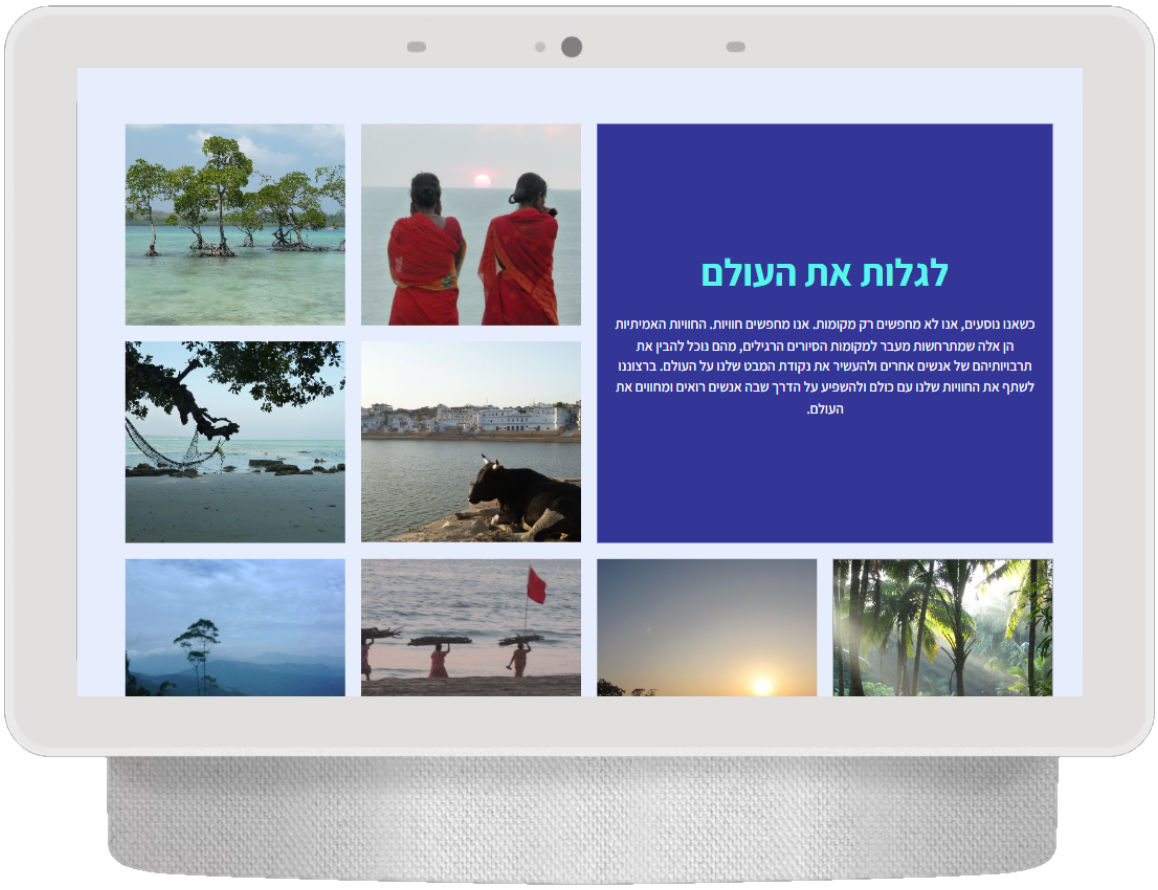 לגלות את העולם
כשאנו נוסעים, אנו לא מחפשים רק מקומות. אנו מחפשים חוויות. החוויות האמיתיות
הן אלה שמתרחשות מעבר למקומות הסיורים הרגילים, מהם נוכל להבין את
תרבויותיהם של אנשים אחרים ולהעשיר את נקודת המבט שלנו על העולם. ברצוננו
לשתף את החוויות שלנו עם כולם ולהשפיע על הדרך שבה אנשים רואים ומחווים את
העולם.